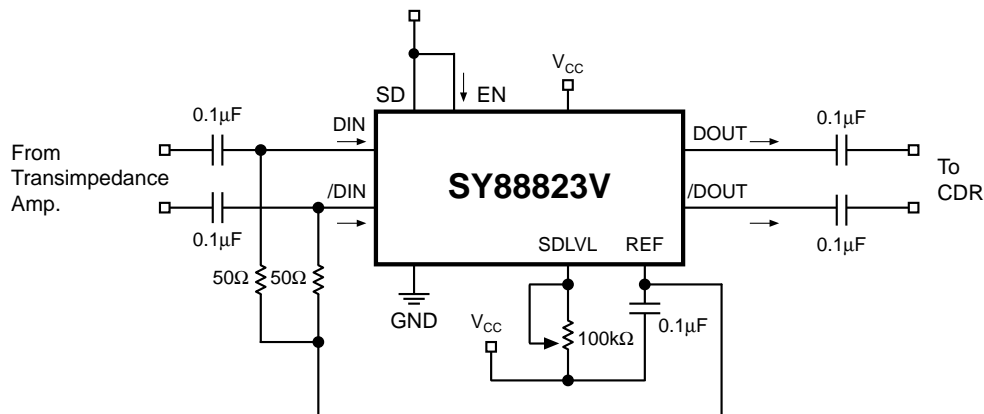 V_CC
SD
EN
0.1μF
DIN
DOUT
0.1μF
From
Transimpedance
Amp.
To
CDR
SY88823V
/DIN
/DOUT
0.1μF
0.1μF
SDLVL
REF
50Ω
50Ω
GND
V_CC
100kΩ
0.1μF